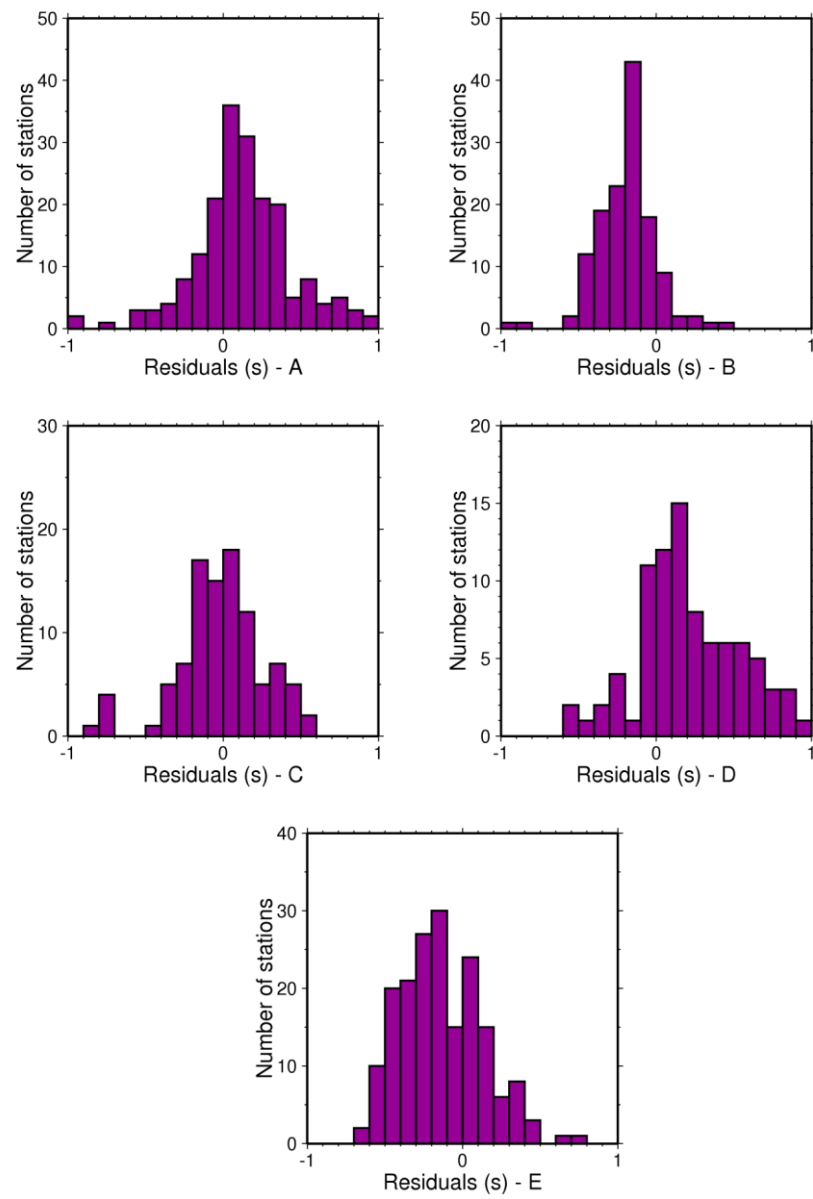 50
40
30
20
10
0
Number of stations
-1 0 1
Residuals (s) - A
50
40
30
20
10
0
Number of stations
-1 0 1
Residuals (s) - B
30
20
10
0
Number of stations
-1 0 1
Residuals (s) - C
20
15
10
5
0
Number of stations
-1 0 1
Residuals (s) - D
40
30
20
10
0
Number of stations
-1 0 1
Residuals (s) - E